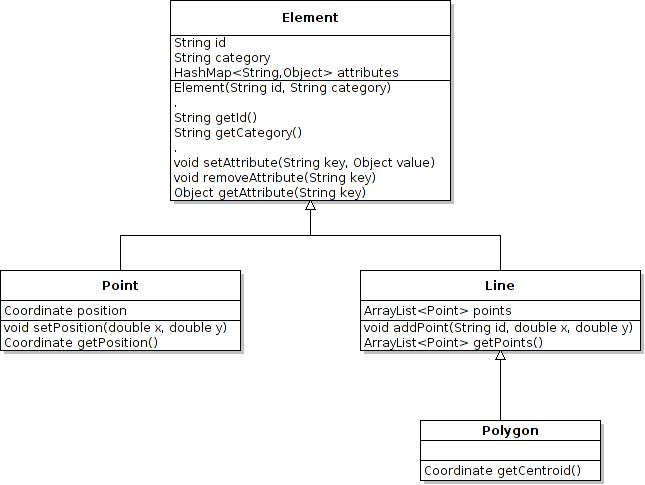 Element
String id
String category
HashMap<String,Object> attributes
Element(String id, String category)
.
String getId()
String getCategory()
.
void setAttribute(String key, Object value)
void removeAttribute(String key)
Object getAttribute(String key)
Point
Coordinate position
void setPosition(double x, double y)
Coordinate getPosition()
Line
ArrayList<Point> points
void addPoint(String id, double x, double y)
ArrayList<Point> getPoints()
Polygon
Coordinate getCentroid()